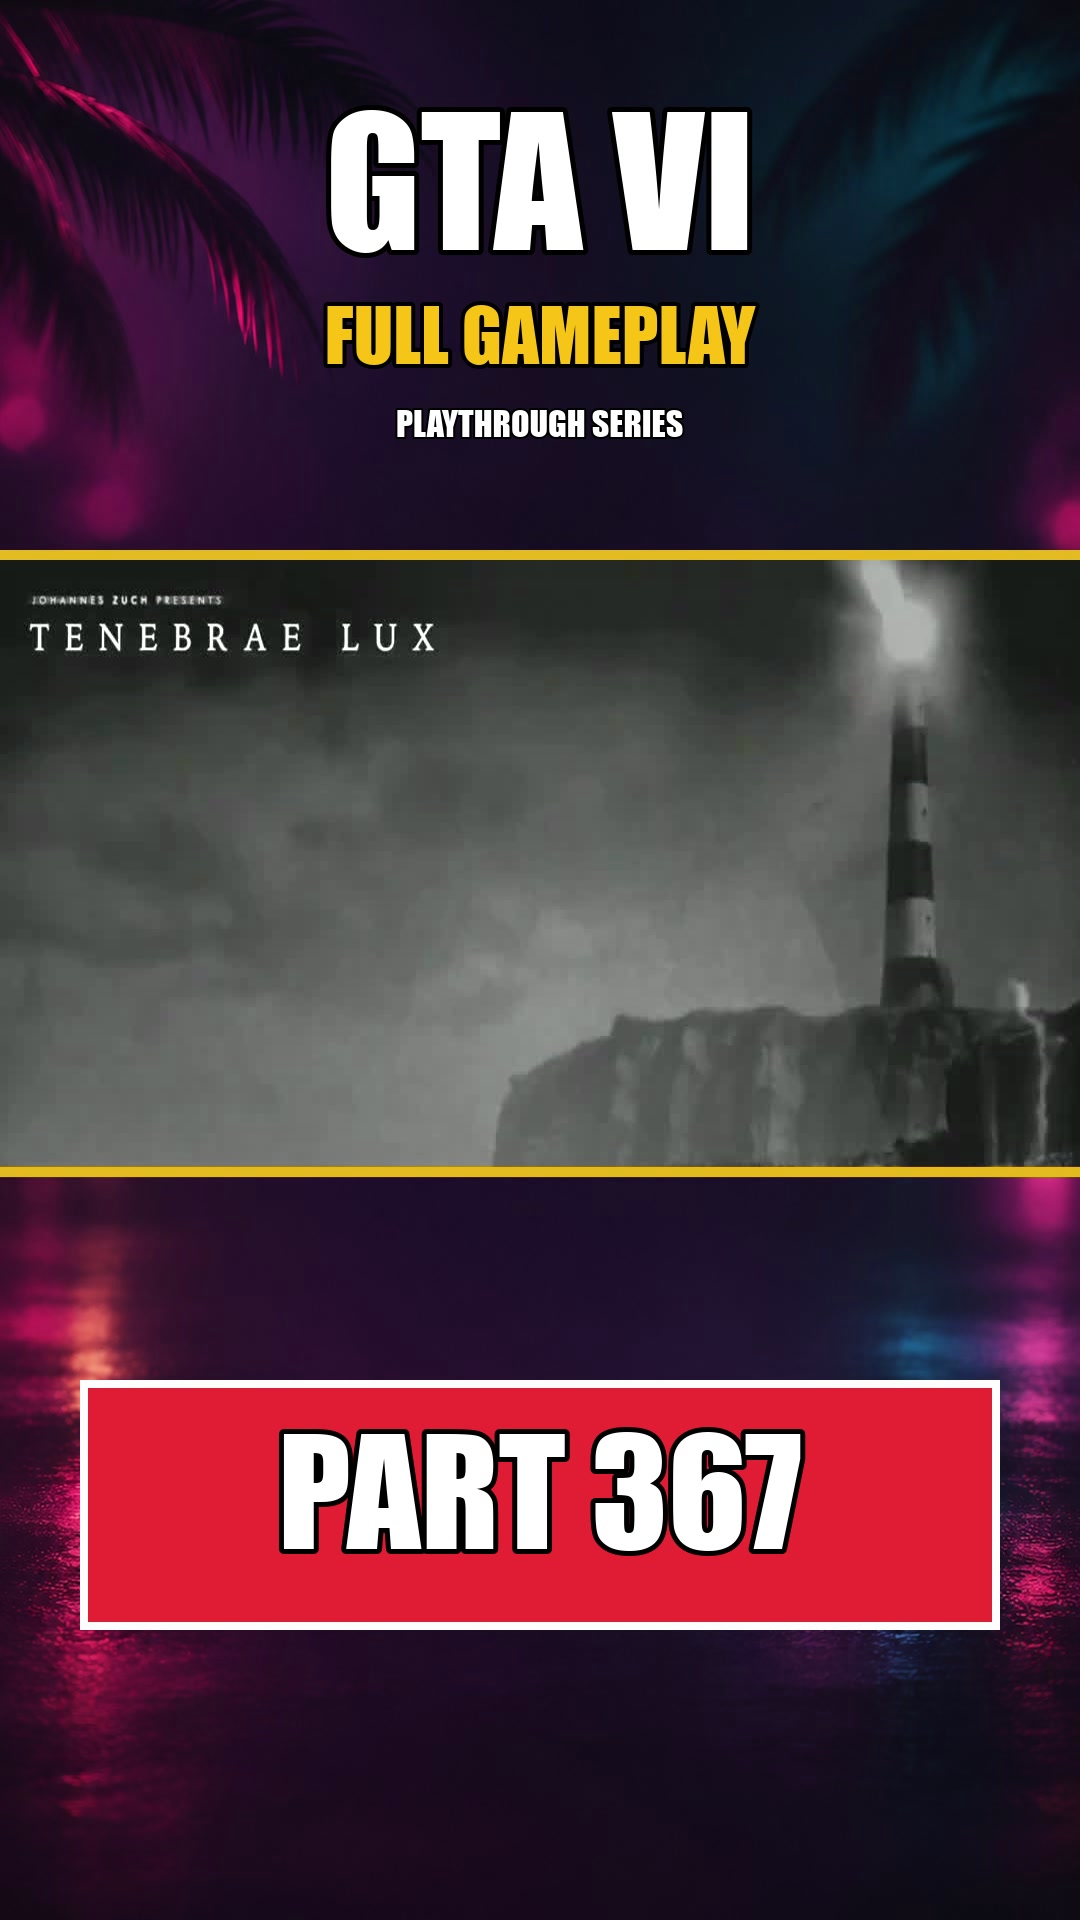 GTA VI
FULL GAMEPLAY
PLAYTHROUGH SERIES
JOHANNES ZUCH PRESENTS
TENEBRAE LUX
PART 367